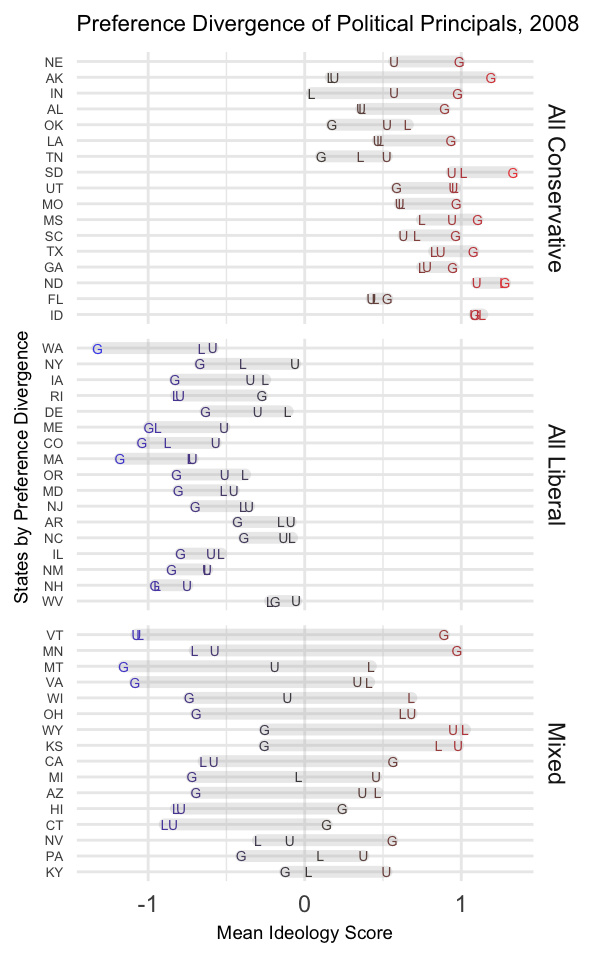 Preference Divergence of Political Principals, 2008
NE U G
AK L U G
IN L U G
AL L U G
OK G U L
LA U L G
TN G L U
SD U L G
UT G U L
MO L U G
MS L U G
SC U L G
TX L U G
GA L U G
ND U G
FL U L G
ID G L
All Conservative
WA G L U
NY G L U
IA G U L
RI L U G
DE G U L
ME G L U
CO G L U
MA G U
OR G U L
MD G L U
NJ G L U
AR G L U
NC G U L
IL G U L
NM G U
NH G L U
WV L G U
All Liberal
VT U L G
MN L U G
MT G U L
VA G U L
WI G U L
OH G L U
WY G U L
KS G L U
CA L U G
MI G L U
AZ G U L
HI L U G
CT L U G
NV L U G
PA G L U
KY G L U
Mixed
States by Preference Divergence
-1 0 1
Mean Ideology Score